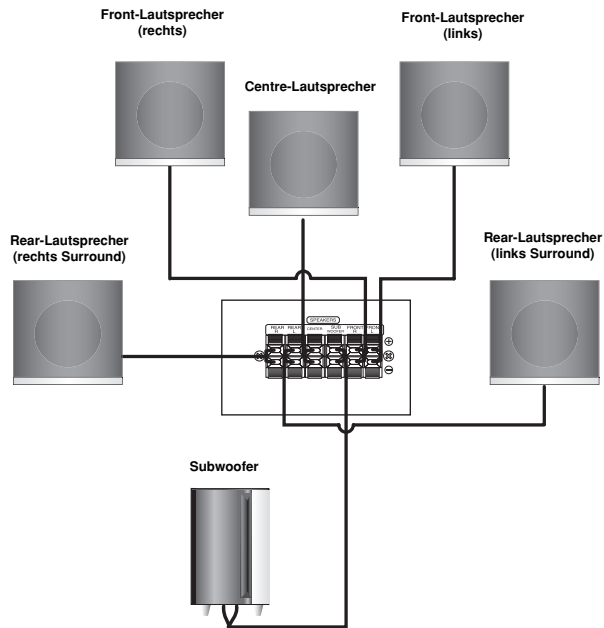 Front-Lautsprecher
(rechts)
Front-Lautsprecher
(links)
Centre-Lautsprecher
Rear-Lautsprecher
(rechts Surround)
Rear-Lautsprecher
(links Surround)
SPEAKERS
REAR R
REAR L
CENTER
SUB WOOFER
FRONT R
FRONT L
+
−
Subwoofer